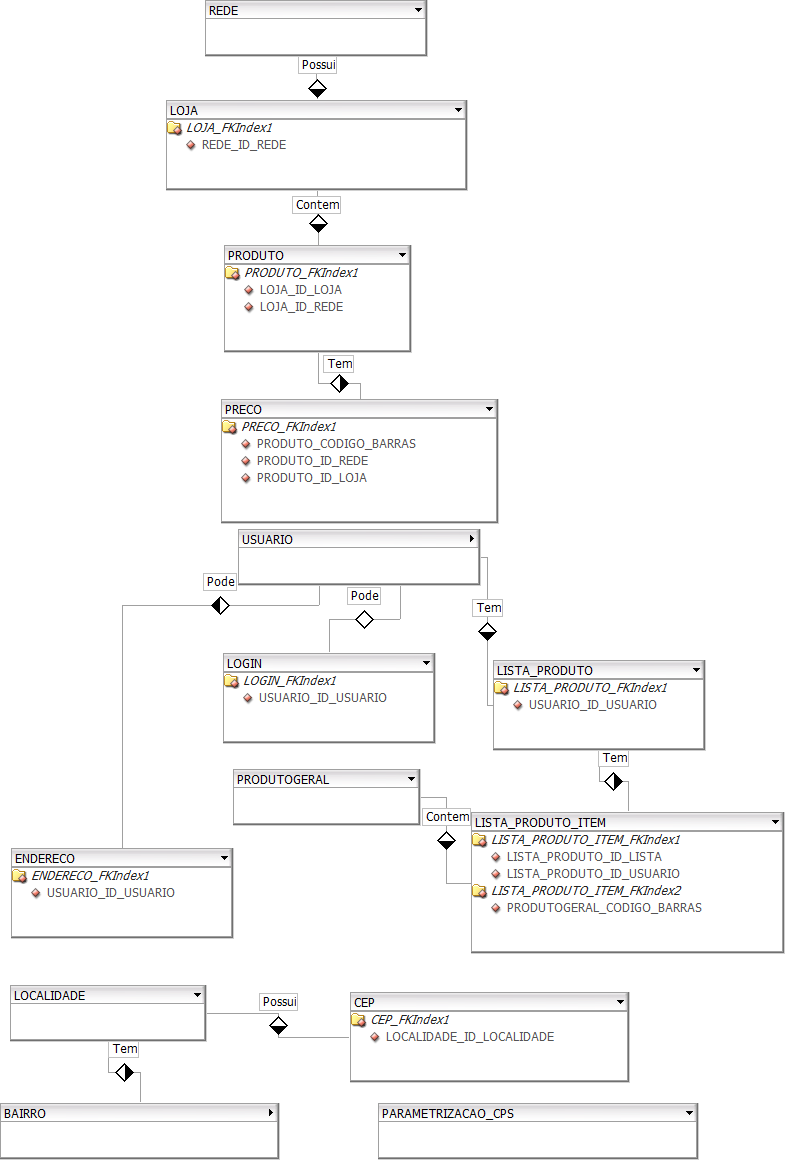 REDE
Possui
LOJA
LOJA_FKIndex1
REDE_ID_REDE
Contem
PRODUTO
PRODUTO_FKIndex1
LOJA_ID_LOJA
LOJA_ID_REDE
Tem
PRECO
PRECO_FKIndex1
PRODUTO_CODIGO_BARRAS
PRODUTO_ID_REDE
PRODUTO_ID_LOJA
USUARIO
Pode
Pode
Tem
LOGIN
LOGIN_FKIndex1
USUARIO_ID_USUARIO
LISTA_PRODUTO
LISTA_PRODUTO_FKIndex1
USUARIO_ID_USUARIO
Tem
PRODUTOGERAL
Contem
LISTA_PRODUTO_ITEM
LISTA_PRODUTO_ITEM_FKIndex1
LISTA_PRODUTO_ID_LISTA
LISTA_PRODUTO_ID_USUARIO
LISTA_PRODUTO_ITEM_FKIndex2
PRODUTOGERAL_CODIGO_BARRAS
ENDERECO
ENDERECO_FKIndex1
USUARIO_ID_USUARIO
LOCALIDADE
Possui
CEP
CEP_FKIndex1
LOCALIDADE_ID_LOCALIDADE
Tem
BAIRRO
PARAMETRIZACAO_CPS